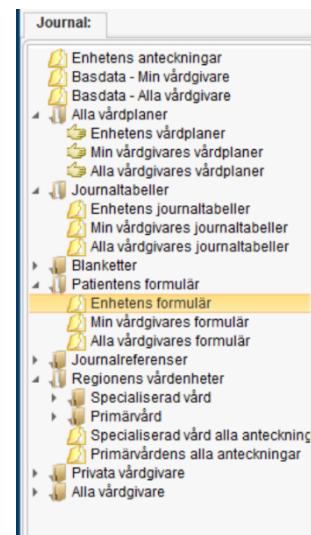 Journal:
Enhetens anteckningar
Basdata - Min vårdgivare
Basdata - Alla vårdgivare
Alla vårdplaner
Enhetens vårdplaner
Min vårdgivares vårdplaner
Alla vårdgivares vårdplaner
Journaltabeller
Enhetens journaltabeller
Min vårdgivares journaltabeller
Alla vårdgivares journaltabeller
Blanketter
Patientens formulär
Enhetens formulär
Min vårdgivares formulär
Alla vårdgivares formulär
Journalreferenser
Regionens vårdenheter
Specialiserad vård
Primärvård
Specialiserad vård alla anteckning
Primärvårdens alla anteckningar
Privata vårdgivare
Alla vårdgivare